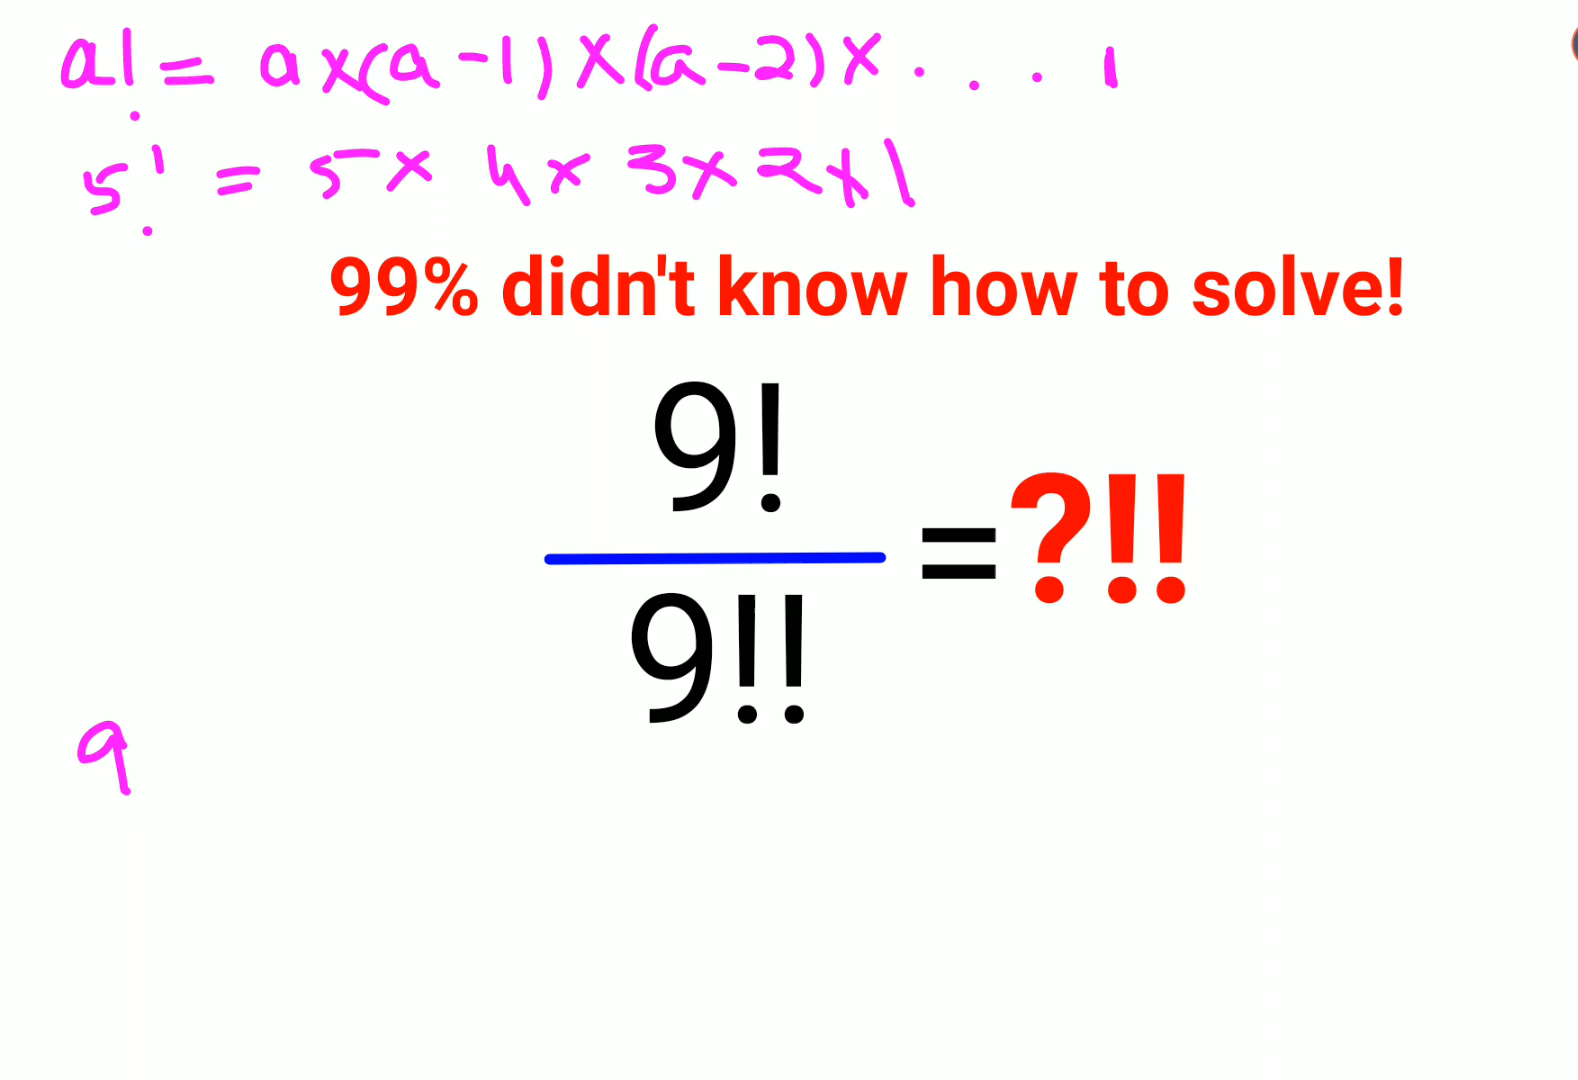 a! = a x (a - 1) x (a - 2) x . . . 1
5! = 5 x 4 x 3 x 2 x 1
99% didn't know how to solve!
9!
9!!
=?!!
9